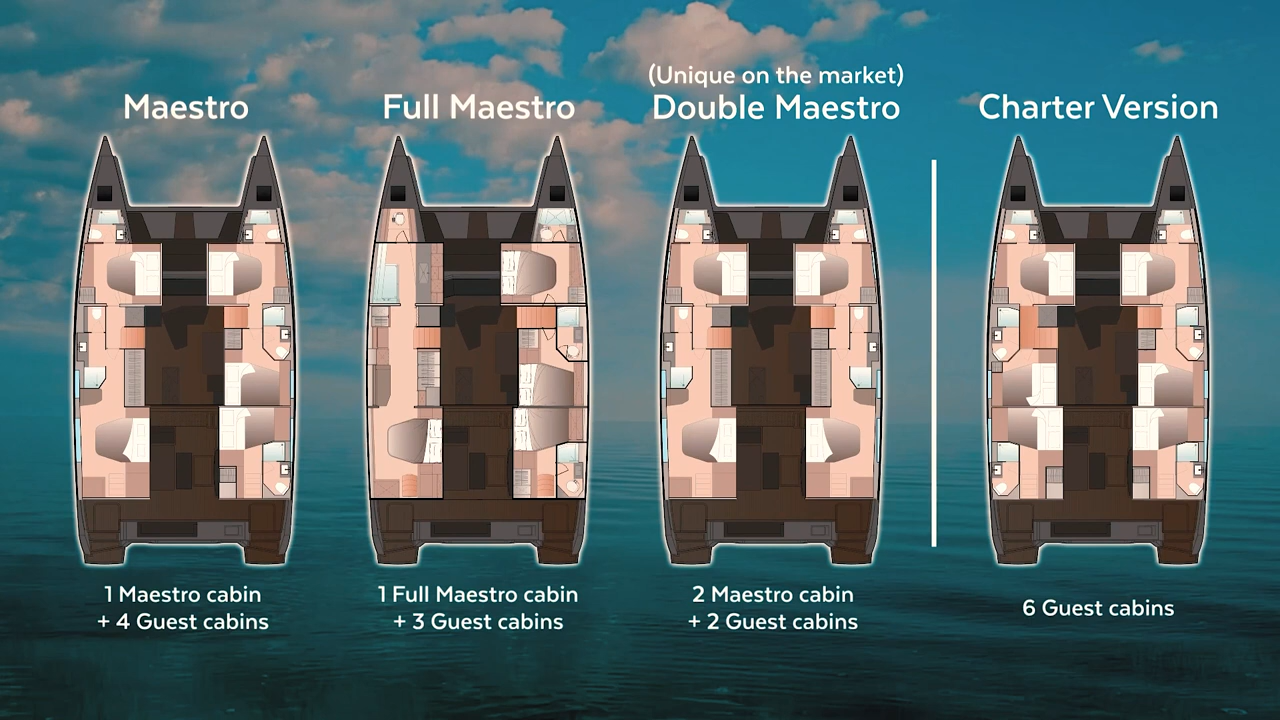 Maestro
1 Maestro cabin
+ 4 Guest cabins
Full Maestro
1 Full Maestro cabin
+ 3 Guest cabins
(Unique on the market)
Double Maestro
2 Maestro cabin
+ 2 Guest cabins
Charter Version
6 Guest cabins